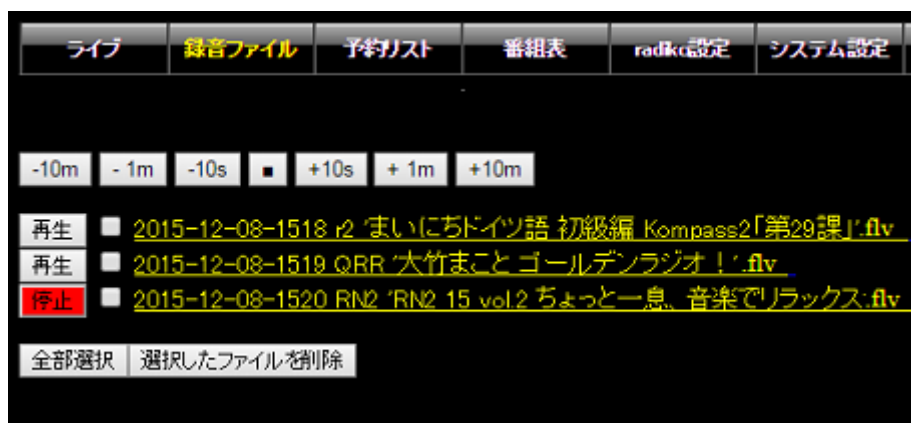 ライブ 録音ファイル 予約リスト 番組表 radiko設定 システム設定
-
-10m - 1m -10s ■ +10s + 1m +10m
再生 2015-12-08-1518 r2 'まいにちドイツ語 初級編 Kompass2「第29課」'.flv
再生 2015-12-08-1519 QRR '大竹まこと ゴールデンラジオ！'.flv
停止 2015-12-08-1520 RN2 'RN2 15 vol.2 ちょっと一息、音楽でリラックス:flv
全部選択 選択したファイルを削除